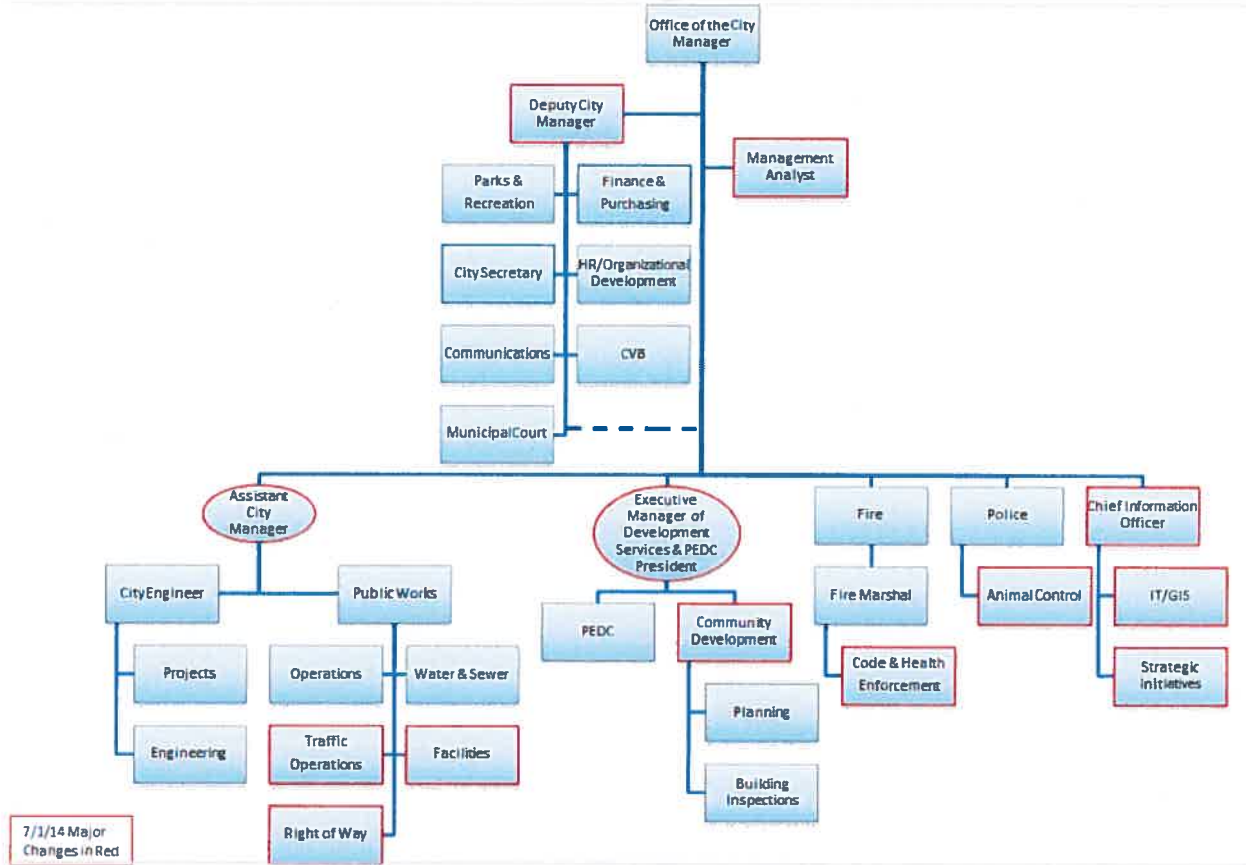 Office of the City
Manager
Deputy City
Manager
Management
Analyst
Parks &
Recreation
Finance &
Purchasing
City Secretary
HR/Organizational
Development
Communications
CVB
Municipal Court
Assistant
City
Manager
Executive
Manager of
Development
Services & PEDC
President
Fire
Police
Chief Information
Officer
City Engineer
Public Works
PEDC
Community
Development
Fire Marshal
Animal Control
IT/GIS
Projects
Operations
Water & Sewer
Code & Health
Enforcement
Strategic
Initiatives
Planning
Engineering
Traffic
Operations
Facilities
Building
Inspections
Right of Way
7/1/14 Major
Changes in Red